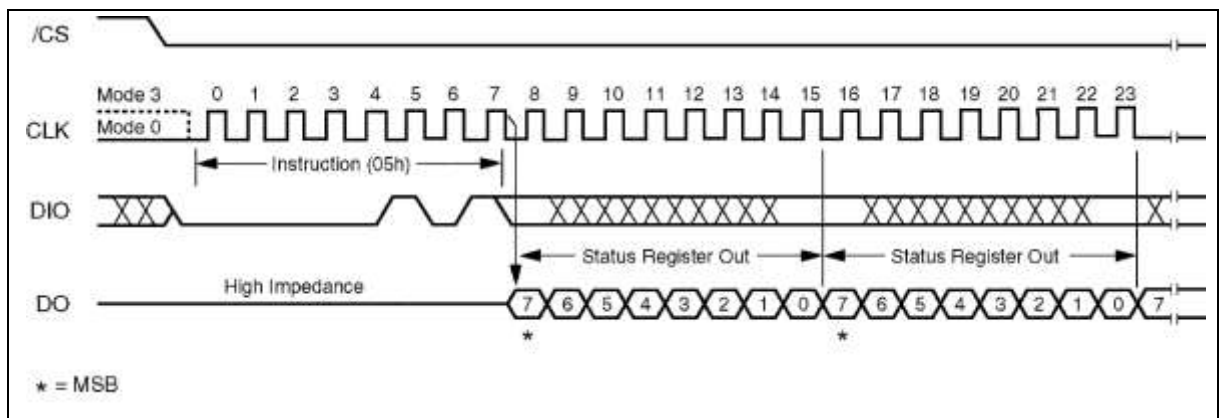 /CS
Mode 3 0 1 2 3 4 5 6 7 8 9 10 11 12 13 14 15 16 17 18 19 20 21 22 23
CLK Mode 0
Instruction (05h)
DIO
Status Register Out Status Register Out
High Impedance
DO 7 6 5 4 3 2 1 0 7 6 5 4 3 2 1 0 7
* *
* = MSB